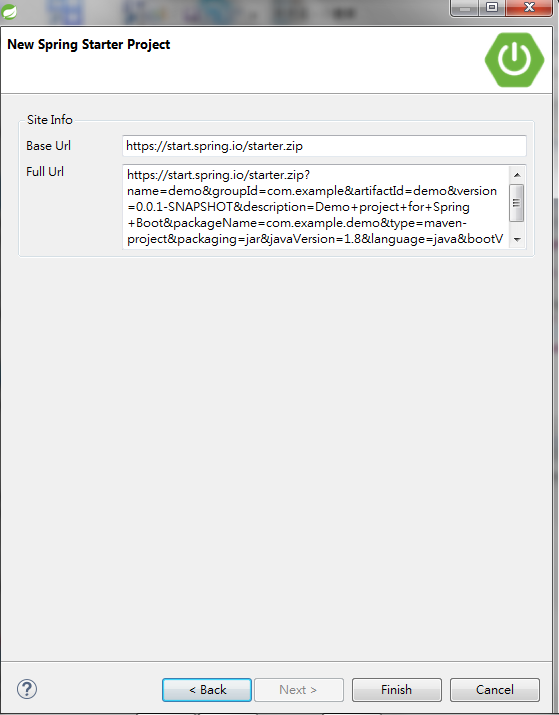 New Spring Starter Project
Site Info
Base Url
https://start.spring.io/starter.zip
Full Url
https://start.spring.io/starter.zip?
name=demo&groupId=com.example&artifactId=demo&version
=0.0.1-SNAPSHOT&description=Demo+project+for+Spring
+Boot&packageName=com.example.demo&type=maven-
project&packaging=jar&javaVersion=1.8&language=java&bootV
?
< Back
Next >
Finish
Cancel